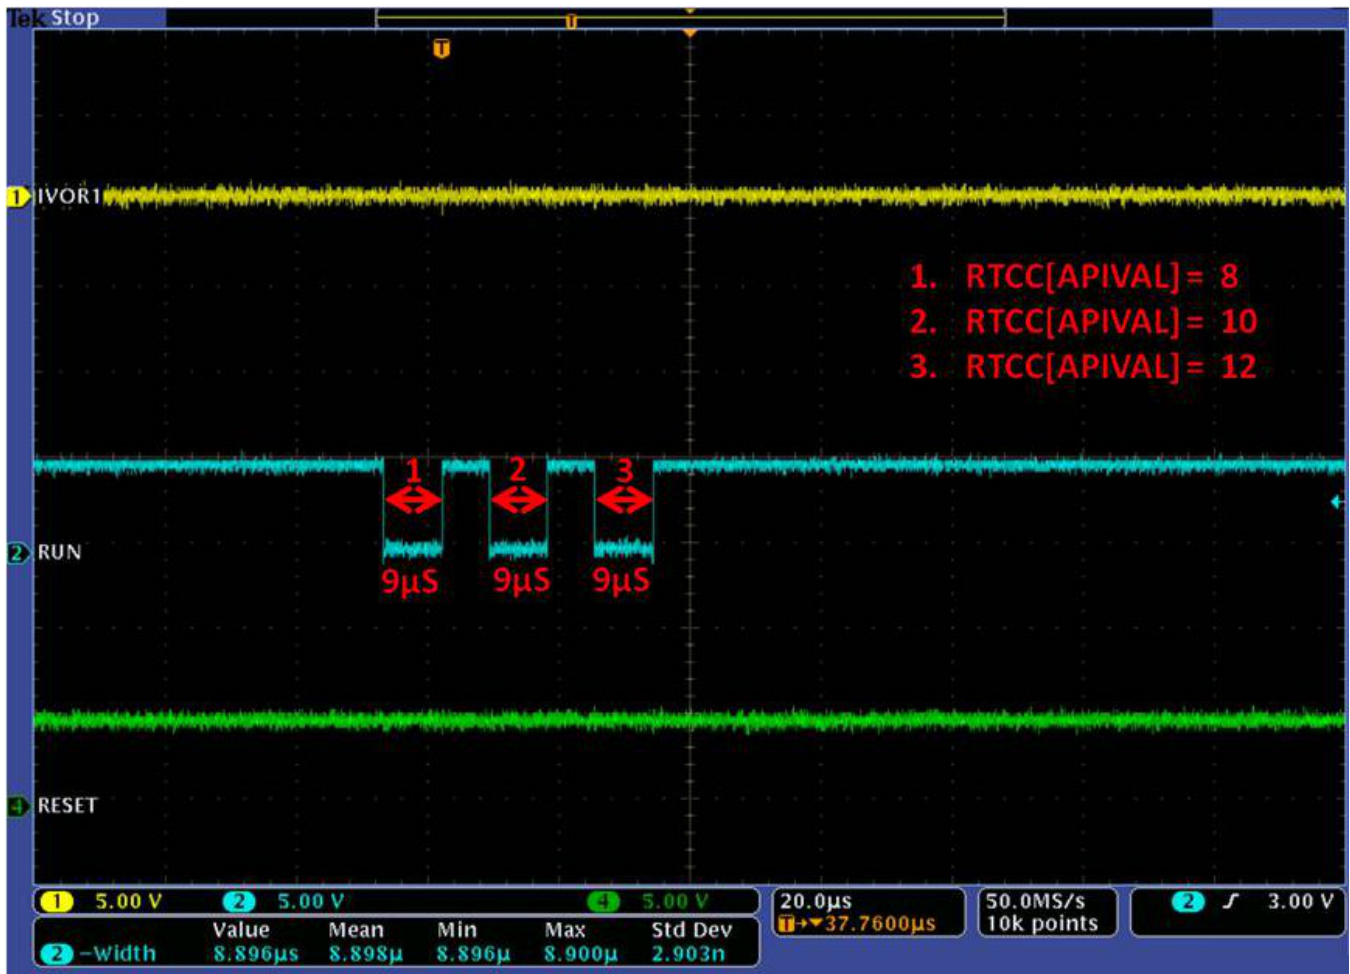 Tek Stop
T
T
1 IVOR1
1. RTCC[APIVAL] = 8
2. RTCC[APIVAL] = 10
3. RTCC[APIVAL] = 12
1 2 3
2 RUN
9µS 9µS 9µS
4 RESET
1 5.00 V 2 5.00 V 4 5.00 V
20.0µs
T→▼37.7600µs
50.0MS/s
10k points
2 ∫ 3.00 V
Value Mean Min Max Std Dev
2 −Width 8.896µs 8.898µ 8.896µ 8.900µ 2.903n